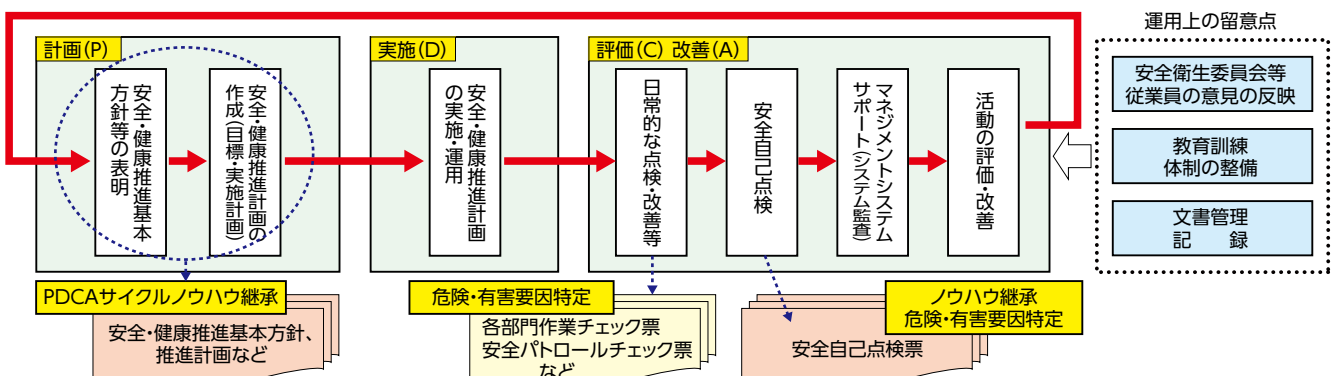 運用上の留意点
計画(P)
実施(D)
評価(C) 改善(A)
安全・健康推進基本
方針等の表明
安全・健康推進計画の
作成(目標・実施計画)
安全・健康推進計画
の実施・運用
日常的な点検・改善等
安全自己点検
マネジメントシステム
サポート(システム監査)
活動の評価・改善
安全衛生委員会等
従業員の意見の反映
教育訓練
体制の整備
文書管理
記　録
PDCAサイクルノウハウ継承
安全・健康推進基本方針、
推進計画など
危険・有害要因特定
各部門作業チェック票
安全パトロールチェック票
など
ノウハウ継承
危険・有害要因特定
安全自己点検票